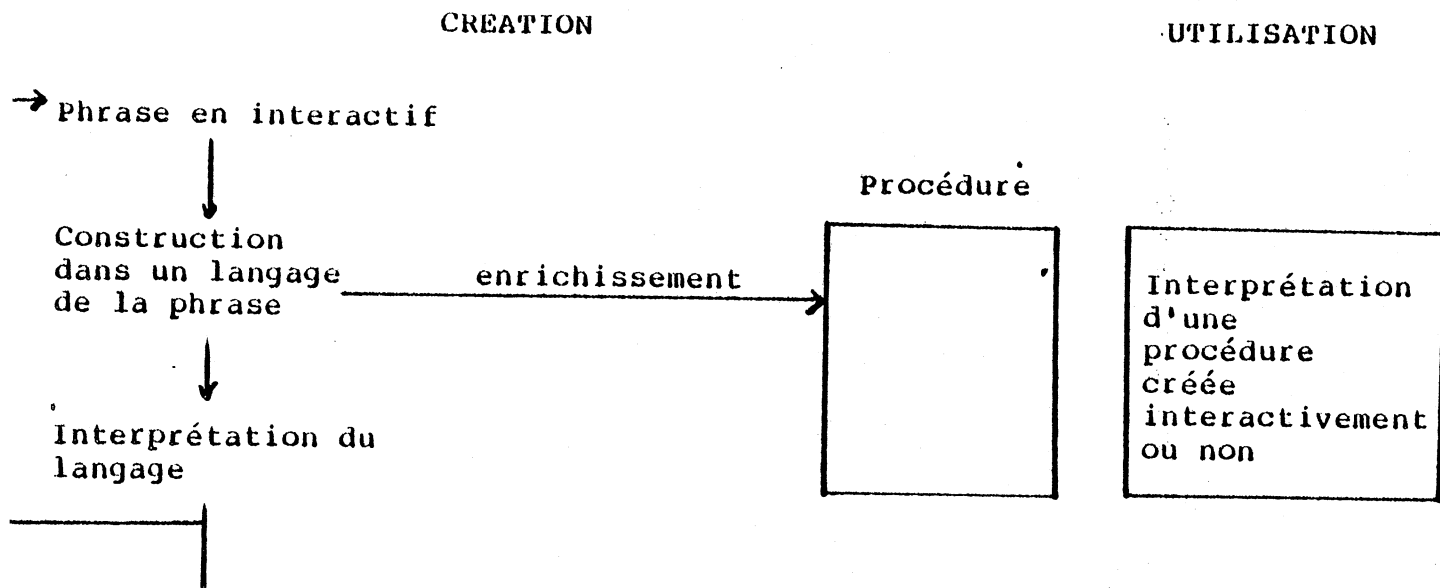 CREATION
UTILISATION
Phrase en interactif
Procédure
Construction
dans un langage
de la phrase
enrichissement
Interprétation
d'une
procédure
créée
interactivement
ou non
Interprétation du
langage